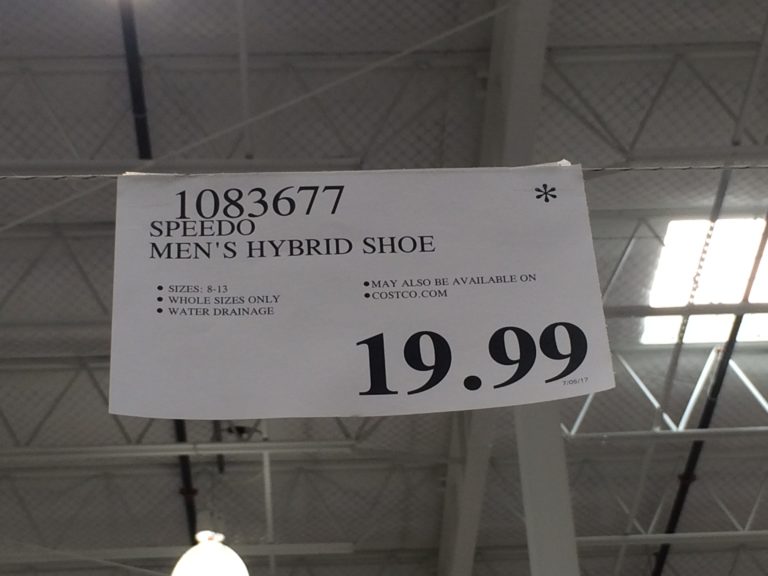 1083677 *
SPEEDO
MEN'S HYBRID SHOE
• SIZES: 8-13
• WHOLE SIZES ONLY
• WATER DRAINAGE
• MAY ALSO BE AVAILABLE ON
• COSTCO.COM
19.99
7/05/17